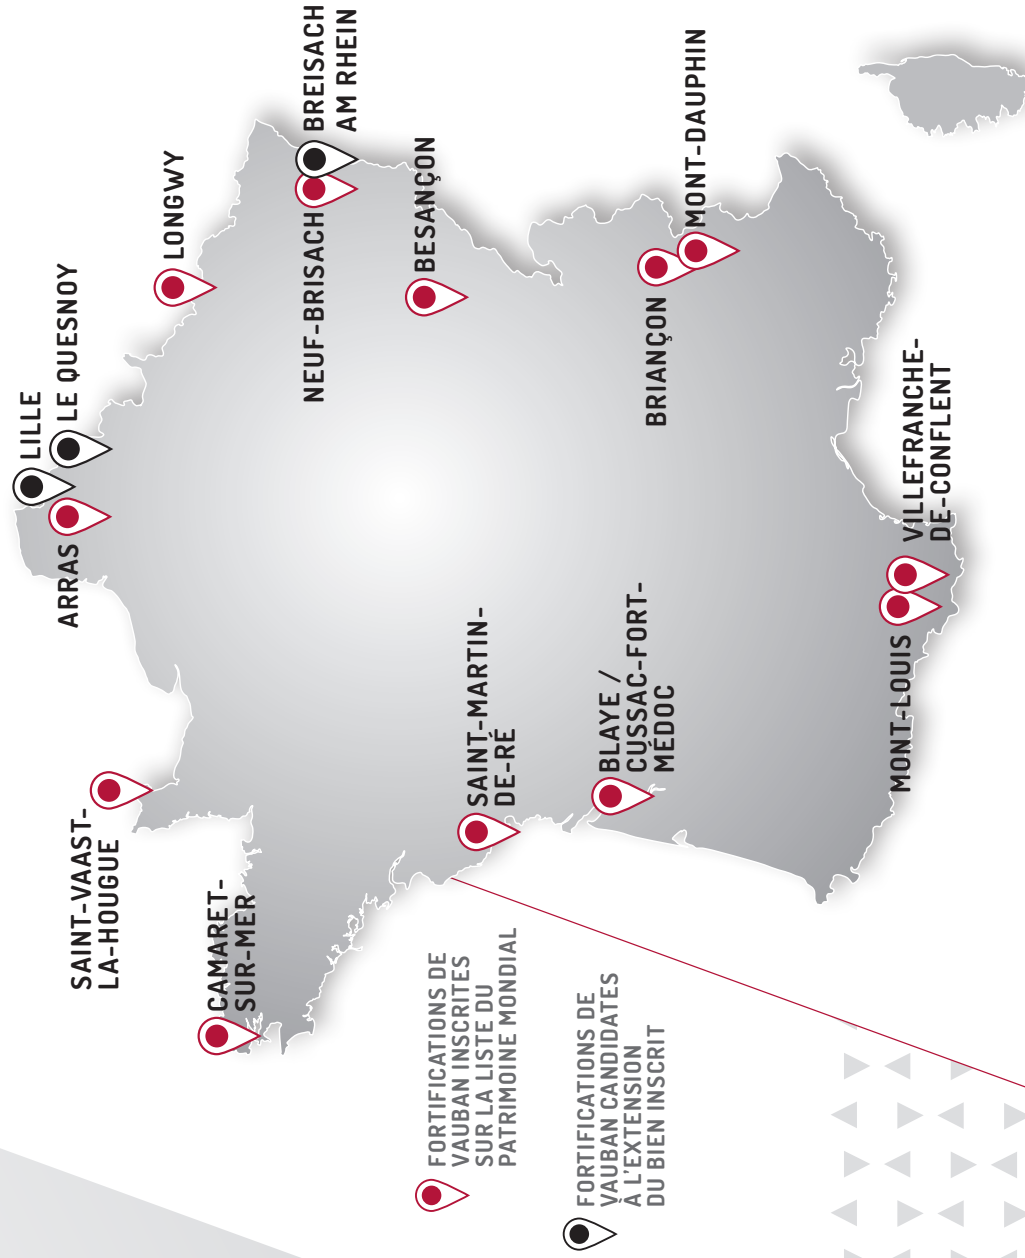 LILLE
LE QUESNOY
ARRAS
LONGWY
BREISACH
AM RHEIN
NEUF-BRISACH
BESANÇON
SAINT-VAAST-
LA-HOUGUE
CAMARET-
SUR-MER
SAINT-MARTIN-
DE-RÉ
BLAYE /
CUSSAC-FORT-
MÉDOC
BRIANÇON
MONT-DAUPHIN
MONT-LOUIS
VILLEFRANCHE-
DE-CONFLENT
FORTIFICATIONS DE
VAUBAN INSCRITES
SUR LA LISTE DU
PATRIMOINE MONDIAL
FORTIFICATIONS DE
VAUBAN CANDIDATES
À L'EXTENSION
DU BIEN INSCRIT